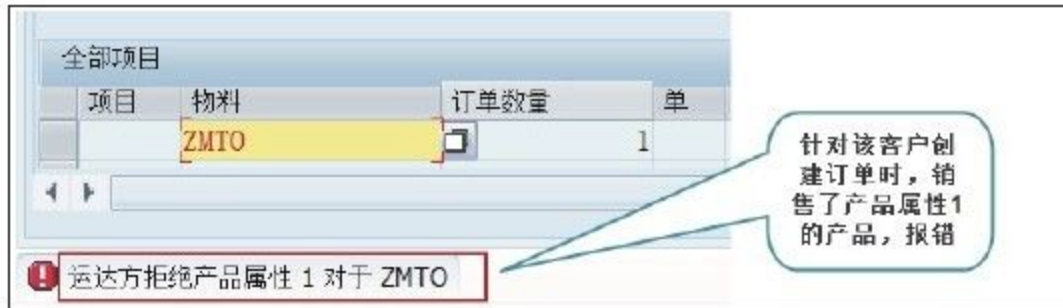 全部项目
项目 物料 订单数量 单
ZMTO 1
针对该客户创
建订单时，销
售了产品属性1
的产品，报错
运达方拒绝产品属性 1 对于 ZMTO